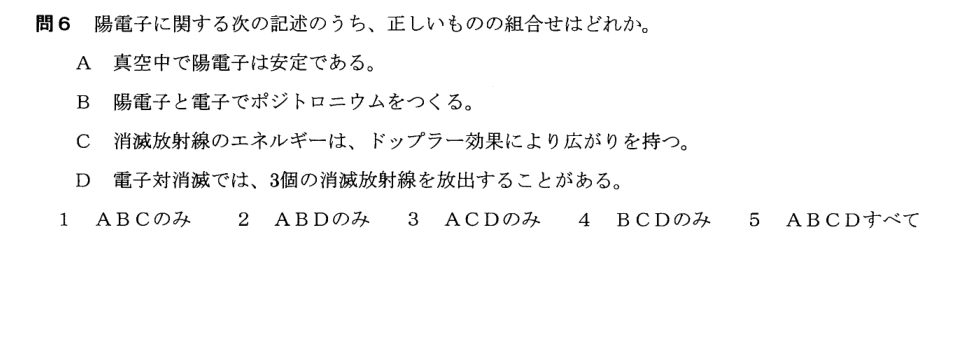 問６　陽電子に関する次の記述のうち、正しいものの組合せはどれか。
Ａ　真空中で陽電子は安定である。
Ｂ　陽電子と電子でポジトロニウムをつくる。
Ｃ　消滅放射線のエネルギーは、ドップラー効果により広がりを持つ。
Ｄ　電子対消滅では、3個の消滅放射線を放出することがある。
１　ＡＢＣのみ　２　ＡＢＤのみ　３　ＡＣＤのみ　４　ＢＣＤのみ　５　ＡＢＣＤすべて